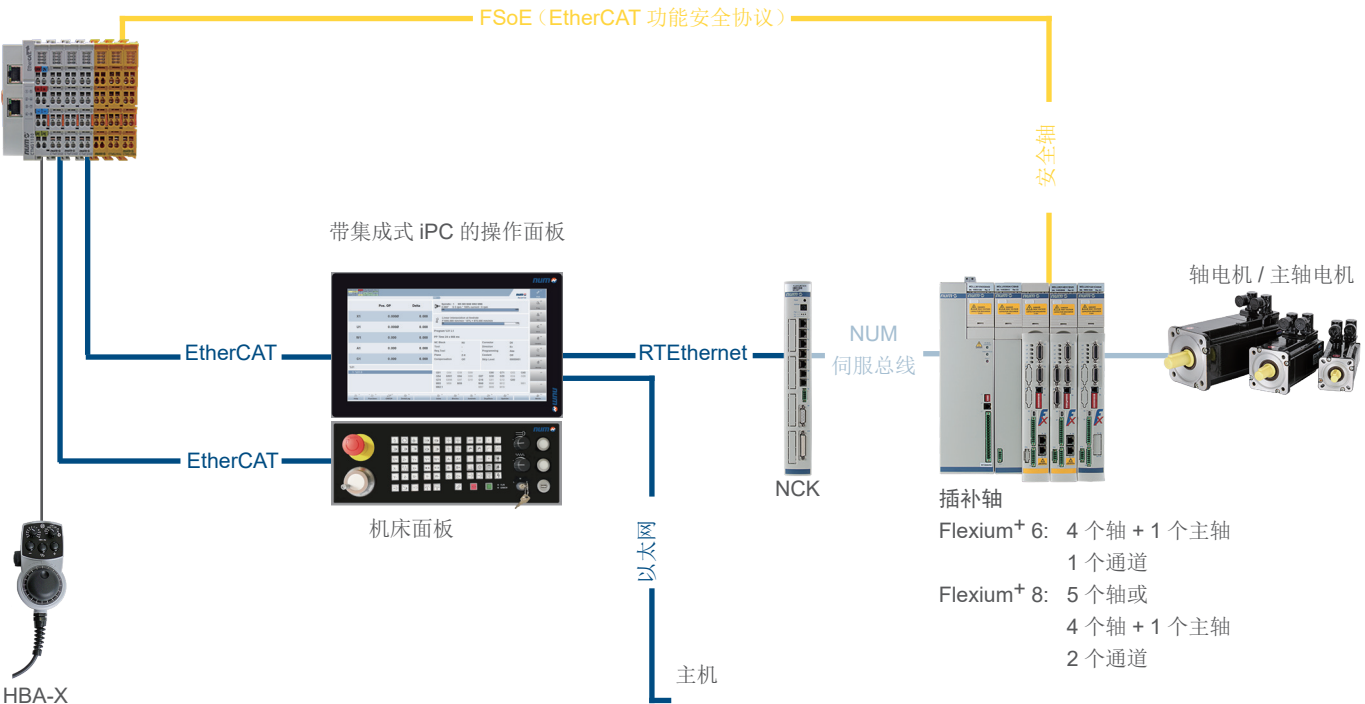 FSoE（EtherCAT 功能安全协议）
安全轴
带集成式 iPC 的操作面板
轴电机 / 主轴电机
num
EtherCAT
RTEthernet
NUM
伺服总线
EtherCAT
num
NCK
机床面板
以太网
插补轴
Flexium+ 6: 4 个轴 + 1 个主轴
1 个通道
Flexium+ 8: 5 个轴或
4 个轴 + 1 个主轴
2 个通道
主机
HBA-X